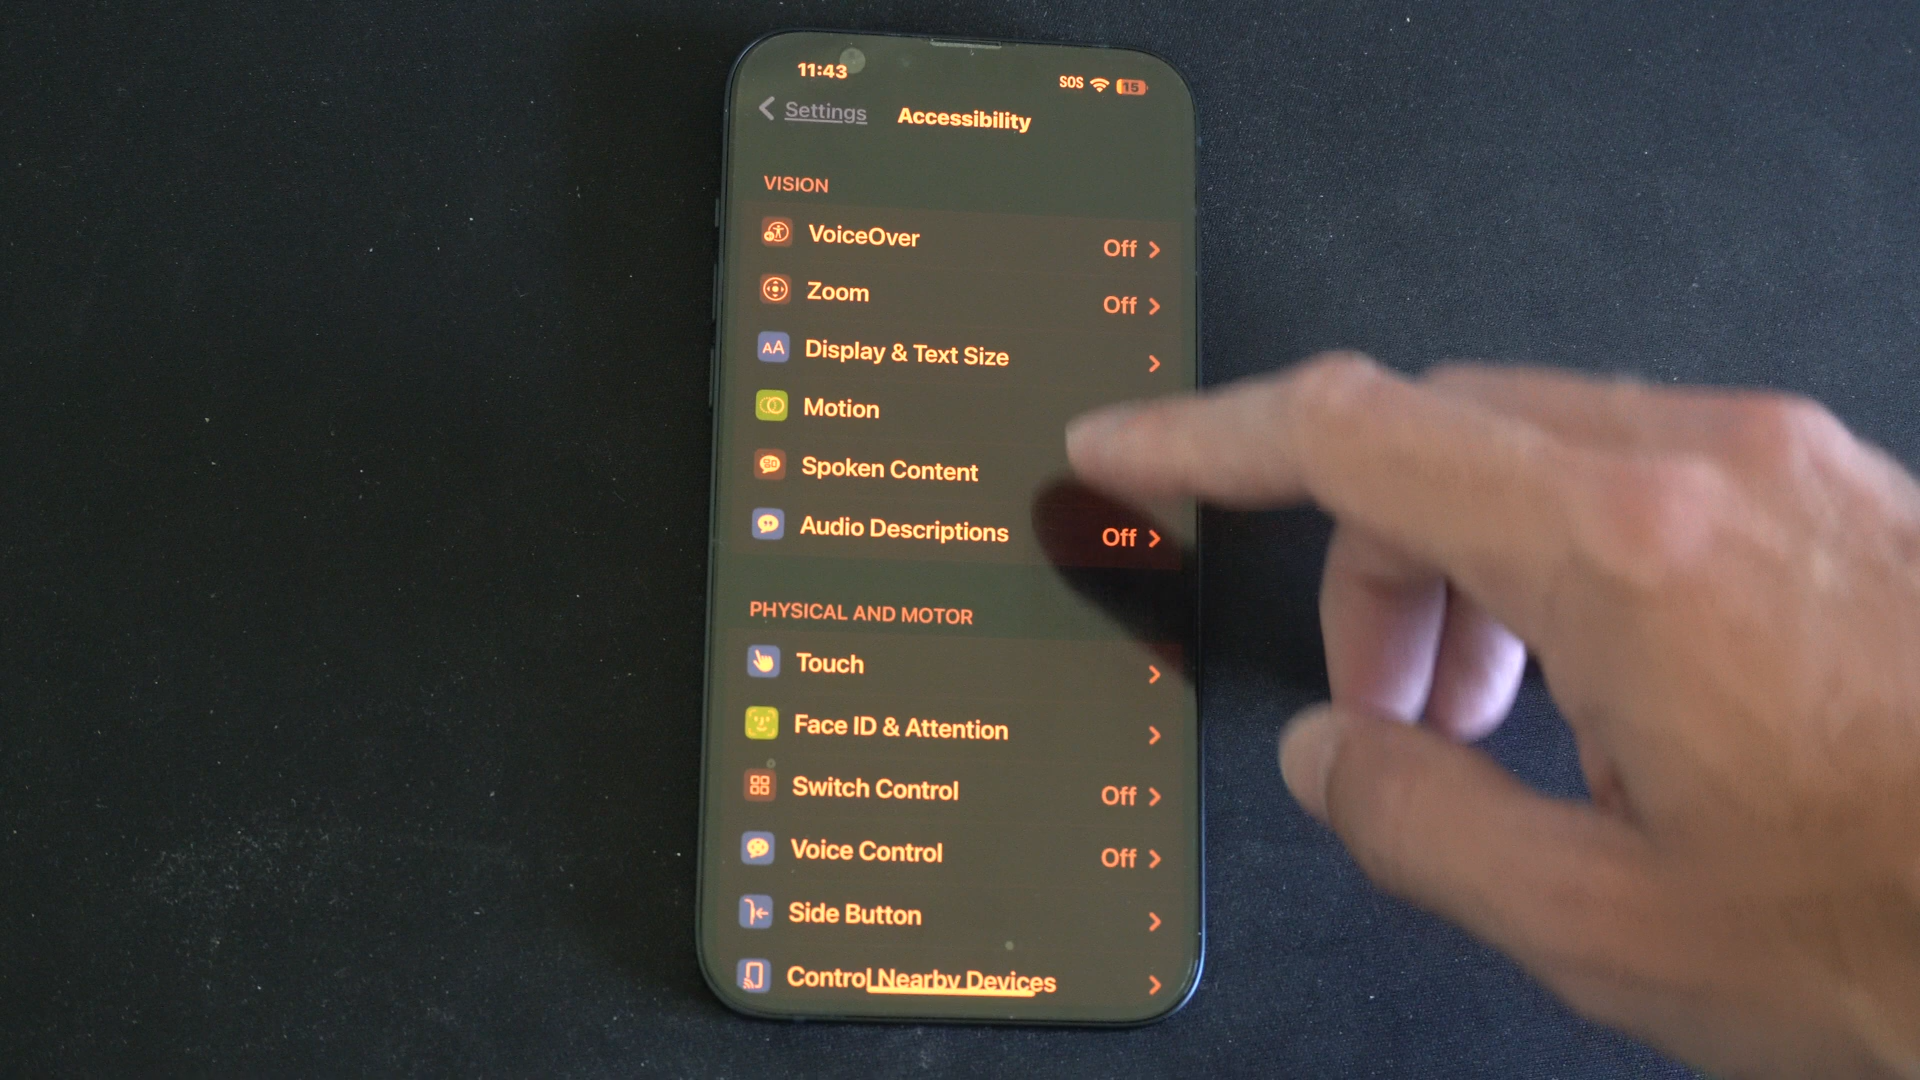 11:43 SOS 15
Settings Accessibility
VISION
VoiceOver Off
Zoom Off
AA Display & Text Size
Motion
Spoken Content
Audio Descriptions Off
PHYSICAL AND MOTOR
Touch
Face ID & Attention
Switch Control Off
Voice Control Off
Side Button
Control Nearby Devices